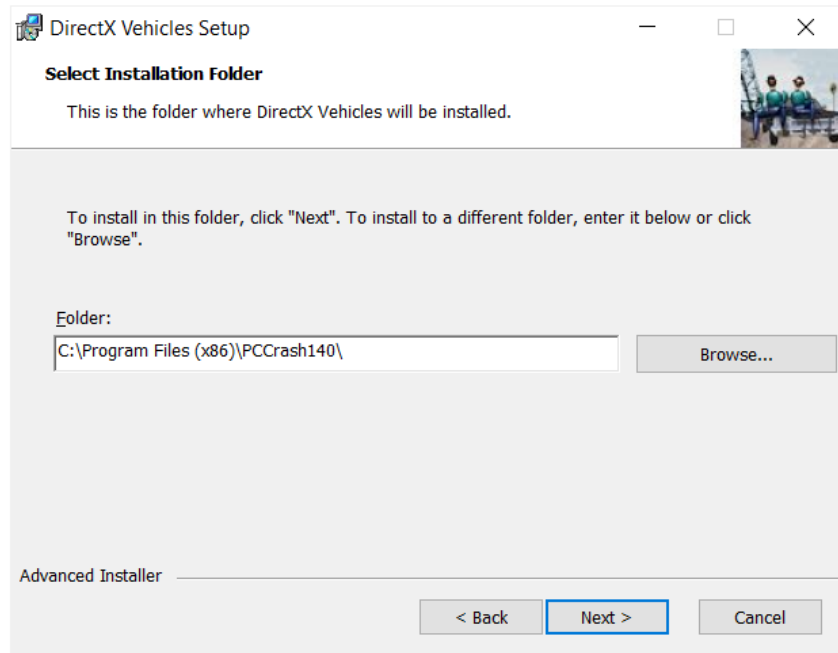 DirectX Vehicles Setup
Select Installation Folder
This is the folder where DirectX Vehicles will be installed.
To install in this folder, click "Next". To install to a different folder, enter it below or click
"Browse".
Folder:
C:\Program Files (x86)\PCCrash140\
Browse...
Advanced Installer
< Back
Next >
Cancel